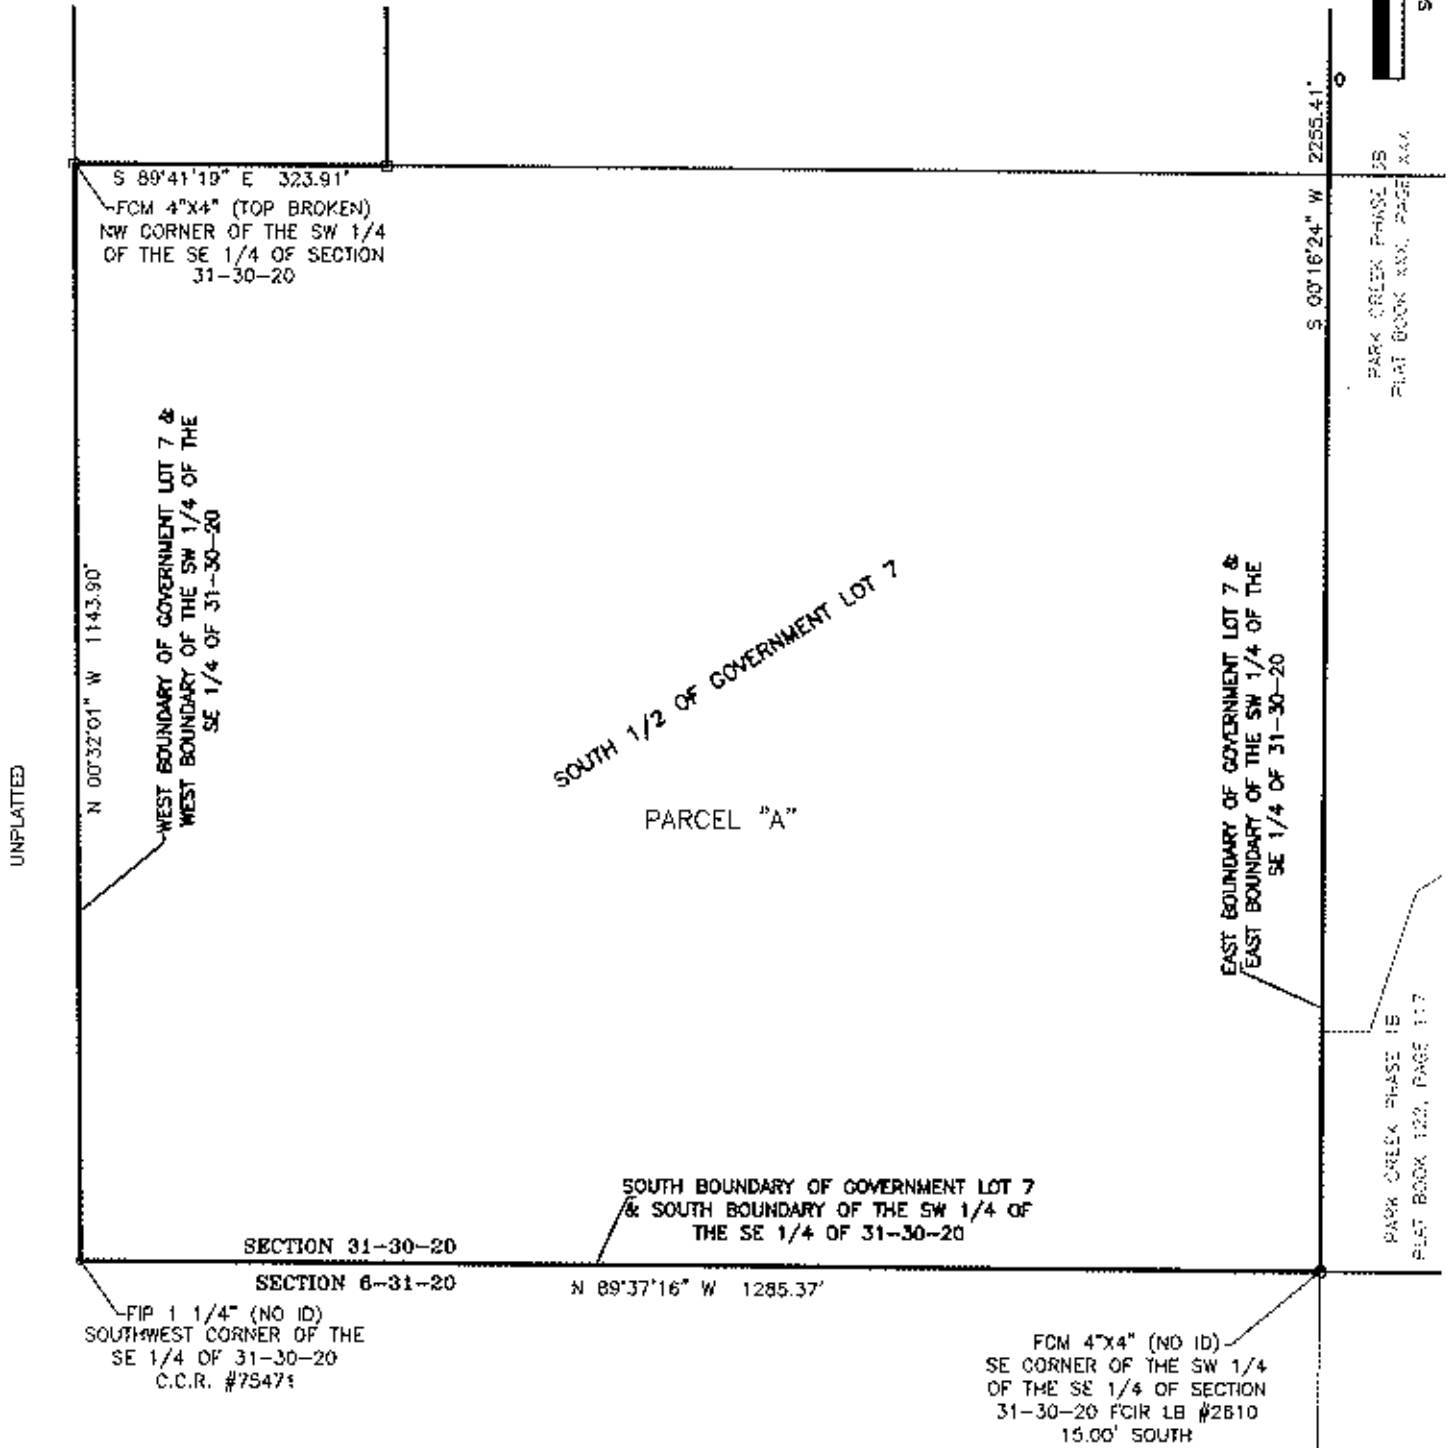 S 89°41'19" E 323.91'
FCM 4"X4" (TOP BROKEN)
NW CORNER OF THE SW 1/4
OF THE SE 1/4 OF SECTION
31-30-20
S 00°16'24" W 2255.41'
0
PARK CREEK PHASE
PLAT BOOK XXX, PAGE XXX
WEST BOUNDARY OF GOVERNMENT LOT 7 &
WEST BOUNDARY OF THE SW 1/4 OF THE
SE 1/4 OF 31-30-20
N 00°32'01" W 1143.90'
UNPLATTED
SOUTH 1/2 OF GOVERNMENT LOT 7
PARCEL "A"
EAST BOUNDARY OF GOVERNMENT LOT 7 &
EAST BOUNDARY OF THE SW 1/4 OF THE
SE 1/4 OF 31-30-20
PARK CREEK PHASE 1B
PLAT BOOK 122, PAGE 117
SOUTH BOUNDARY OF GOVERNMENT LOT 7
& SOUTH BOUNDARY OF THE SW 1/4 OF
THE SE 1/4 OF 31-30-20
SECTION 31-30-20
SECTION 6-31-20
N 89°37'16" W 1285.37'
FIP 1 1/4" (NO ID)
SOUTHWEST CORNER OF THE
SE 1/4 OF 31-30-20
C.C.R. #75471
FCM 4"X4" (NO ID)
SE CORNER OF THE SW 1/4
OF THE SE 1/4 OF SECTION
31-30-20 FCIR LB #2610
15.00' SOUTH